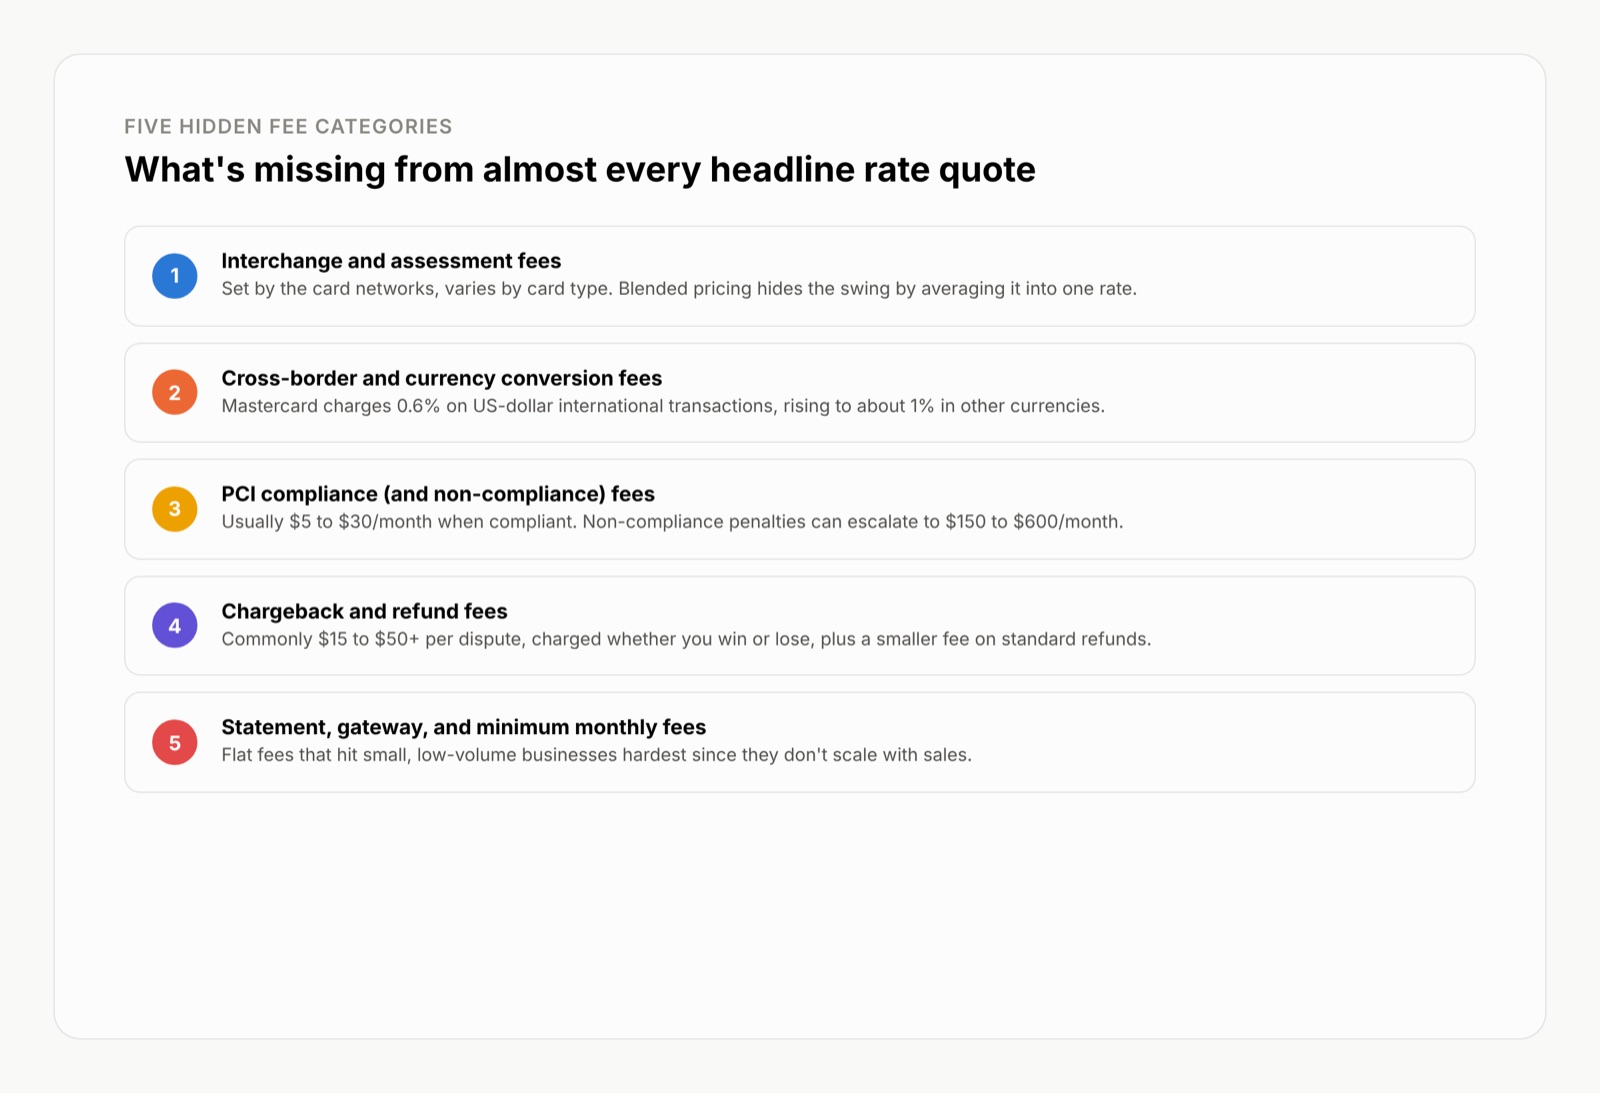 FIVE HIDDEN FEE CATEGORIES
What's missing from almost every headline rate quote
1
Interchange and assessment fees
Set by the card networks, varies by card type. Blended pricing hides the swing by averaging it into one rate.
2
Cross-border and currency conversion fees
Mastercard charges 0.6% on US-dollar international transactions, rising to about 1% in other currencies.
3
PCI compliance (and non-compliance) fees
Usually $5 to $30/month when compliant. Non-compliance penalties can escalate to $150 to $600/month.
4
Chargeback and refund fees
Commonly $15 to $50+ per dispute, charged whether you win or lose, plus a smaller fee on standard refunds.
5
Statement, gateway, and minimum monthly fees
Flat fees that hit small, low-volume businesses hardest since they don't scale with sales.